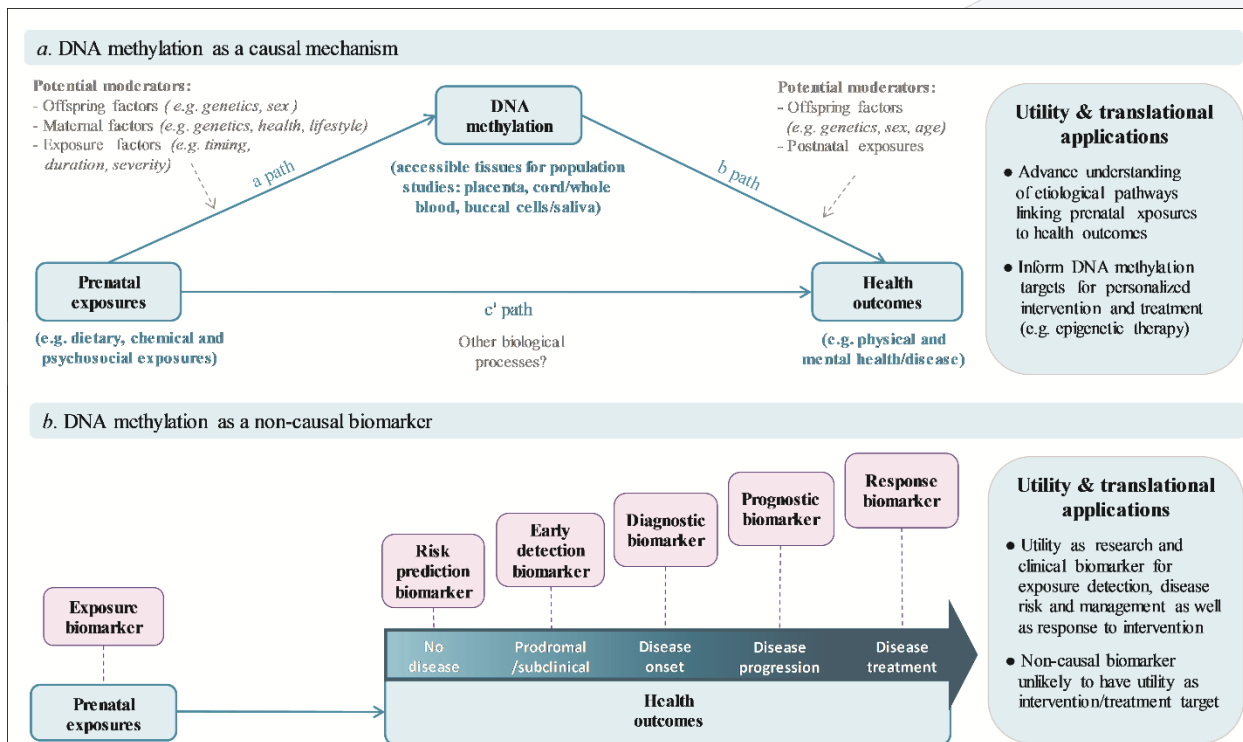 a. DNA methylation as a causal mechanism
Potential moderators:
- Offspring factors (e.g. genetics, sex)
- Maternal factors (e.g. genetics, health, lifestyle)
- Exposure factors (e.g. timing,
duration, severity)
a path
DNA
methylation
(accessible tissues for population
studies: placenta, cord/whole
blood, buccal cells/saliva)
b path
Potential moderators:
- Offspring factors
(e.g. genetics, sex, age)
- Postnatal exposures
Prenatal
exposures
(e.g. dietary, chemical and
psychosocial exposures)
c' path
Other biological
processes?
Health
outcomes
(e.g. physical and
mental health/disease)
Utility & translational
applications
● Advance understanding
of etiological pathways
linking prenatal xposures
to health outcomes
● Inform DNA methylation
targets for personalized
intervention and treatment
(e.g. epigenetic therapy)
b. DNA methylation as a non-causal biomarker
Exposure
biomarker
Prenatal
exposures
Risk
prediction
biomarker
Early
detection
biomarker
Diagnostic
biomarker
Prognostic
biomarker
Response
biomarker
No
disease
Prodromal
/subclinical
Disease
onset
Disease
progression
Disease
treatment
Health
outcomes
Utility & translational
applications
● Utility as research and
clinical biomarker for
exposure detection, disease
risk and management as well
as response to intervention
● Non-causal biomarker
unlikely to have utility as
intervention/treatment target